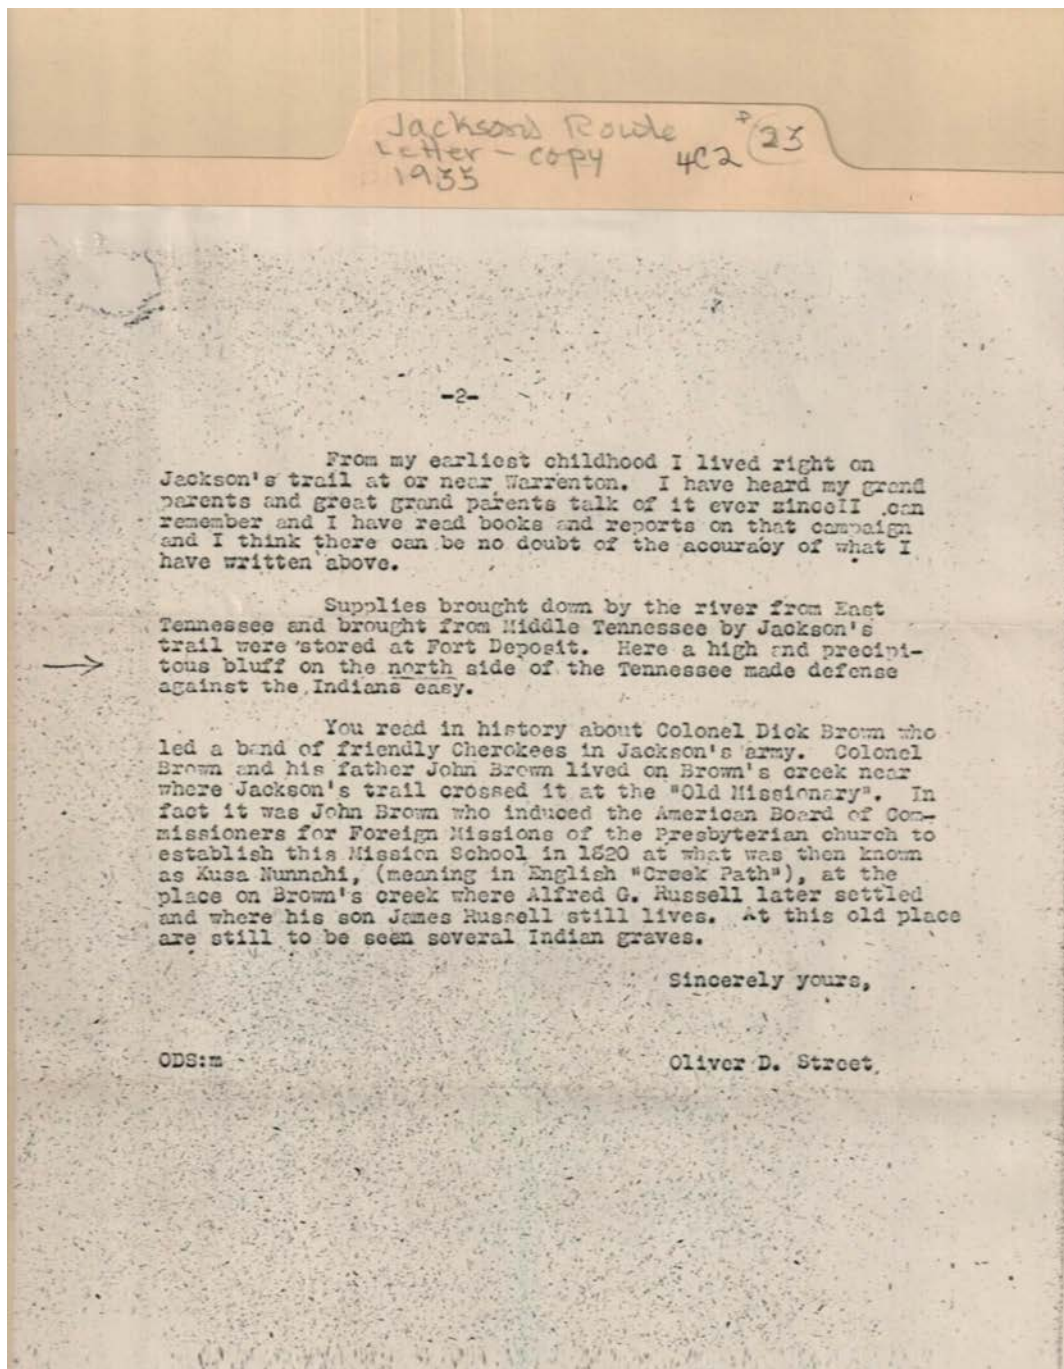 Jacksons Route
Letter - copy
1935
4C2
#23
-2-
From my earliest childhood I lived right on
Jackson's trail at or near Warrenton. I have heard my grand
parents and great grand parents talk of it ever sinceII can
remember and I have read books and reports on that campaign
and I think there can be no doubt of the accuracy of what I
have written above.
Supplies brought down by the river from East
Tennessee and brought from Middle Tennessee by Jackson's
trail were stored at Fort Deposit. Here a high and precipi-
tous bluff on the north side of the Tennessee made defense
against the Indians easy.
You read in history about Colonel Dick Brown who
led a band of friendly Cherokees in Jackson's army. Colonel
Brown and his father John Brown lived on Brown's creek near
where Jackson's trail crossed it at the "Old Missionary". In
fact it was John Brown who induced the American Board of Com-
missioners for Foreign Missions of the Presbyterian church to
establish this Mission School in 1820 at what was then known
as Kusa Nunnahi, (meaning in English "Creek Path"), at the
place on Brown's creek where Alfred G. Russell later settled
and where his son James Russell still lives. At this old place
are still to be seen several Indian graves.
Sincerely yours,
ODS:m
Oliver D. Street